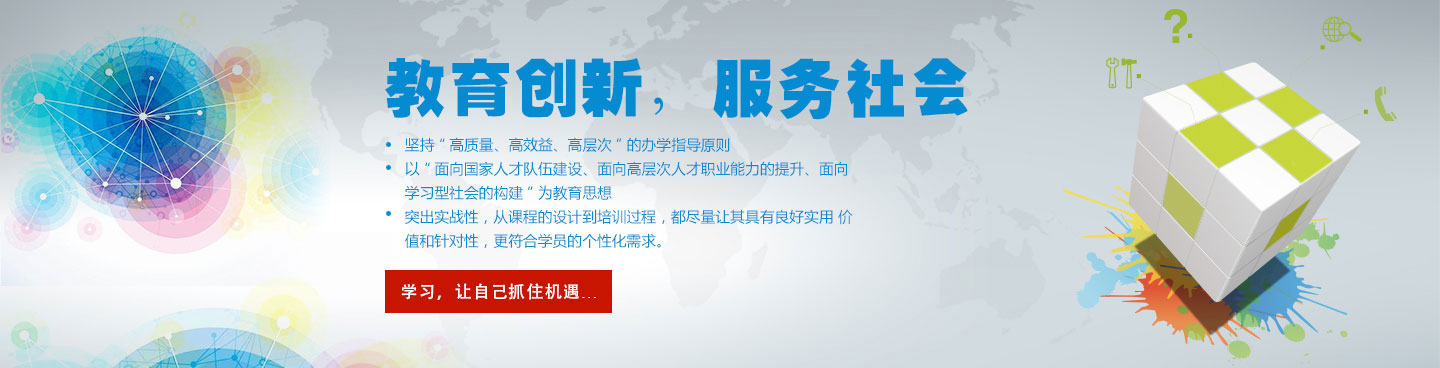 教育创新，服务社会
• 坚持“高质量、高效益、高层次”的办学指导原则
• 以“面向国家人才队伍建设、面向高层次人才职业能力的提升、面向
学习型社会的构建”为教育思想
• 突出实战性，从课程的设计到培训过程，都尽量让其具有良好实用 价
值和针对性，更符合学员的个性化需求。
学习，让自己抓住机遇...